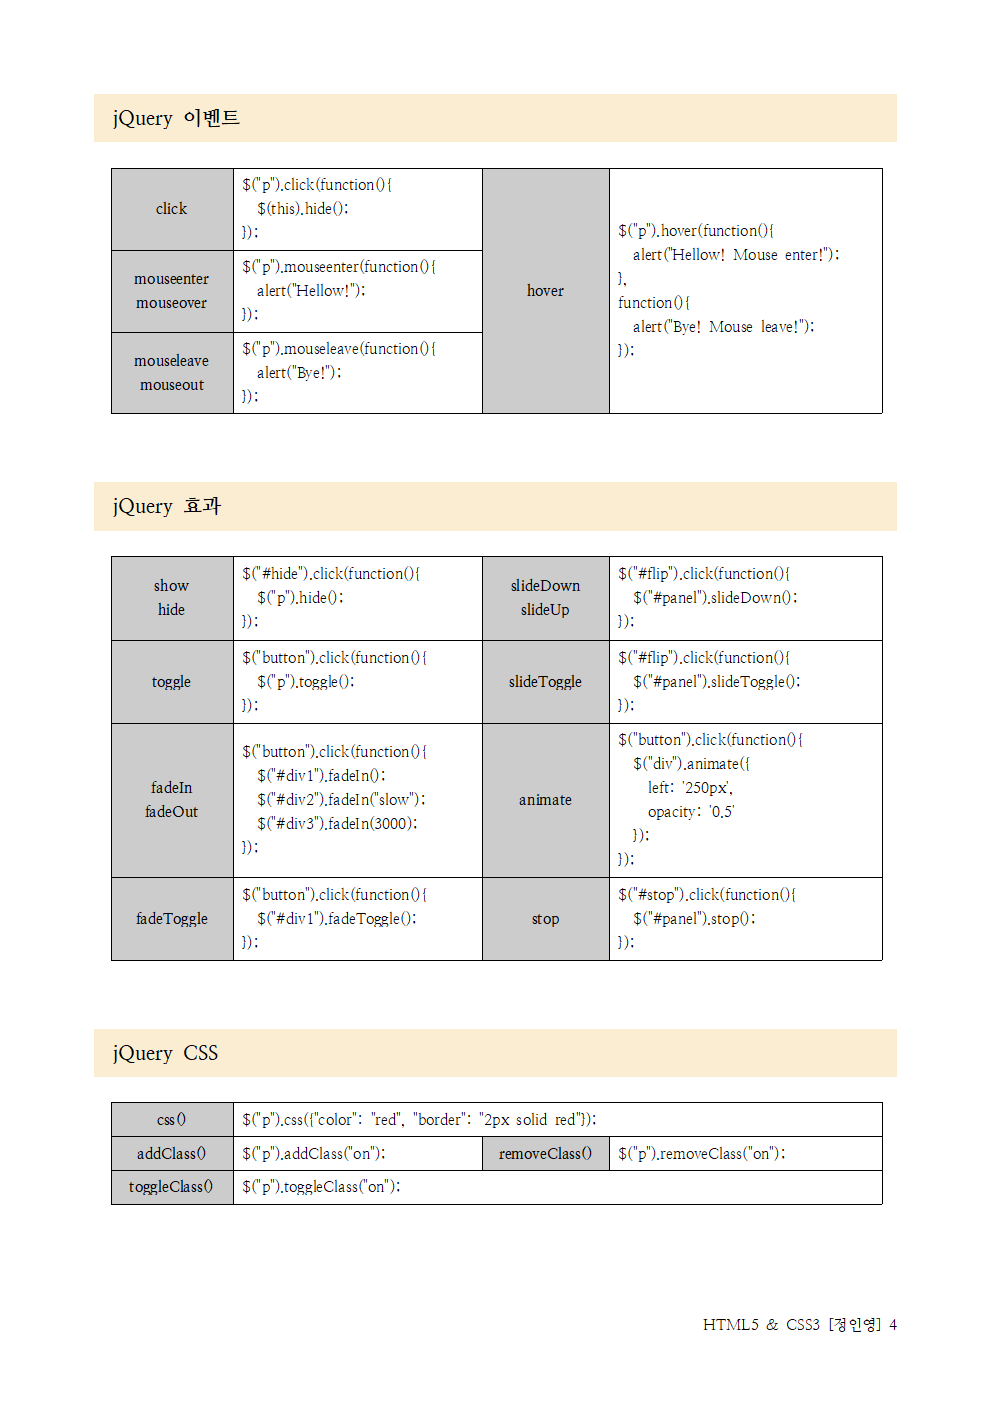 jQuery 이벤트
click
$("p").click(function(){
$(this).hide();
});
mouseenter
mouseover
$("p").mouseenter(function(){
alert("Hellow!");
});
mouseleave
mouseout
$("p").mouseleave(function(){
alert("Bye!");
});
hover
$("p").hover(function(){
alert("Hellow! Mouse enter!");
},
function(){
alert("Bye! Mouse leave!");
});
jQuery 효과
show
hide
$("#hide").click(function(){
$("p").hide();
});
slideDown
slideUp
$("#flip").click(function(){
$("#panel").slideDown();
});
toggle
$("button").click(function(){
$("p").toggle();
});
slideToggle
$("#flip").click(function(){
$("#panel").slideToggle();
});
fadeIn
fadeOut
$("button").click(function(){
$("#div1").fadeIn();
$("#div2").fadeIn("slow");
$("#div3").fadeIn(3000);
});
animate
$("button").click(function(){
$("div").animate({
left: '250px',
opacity: '0.5'
});
});
fadeToggle
$("button").click(function(){
$("#div1").fadeToggle();
});
stop
$("#stop").click(function(){
$("#panel").stop();
});
jQuery CSS
css()
$("p").css({"color": "red", "border": "2px solid red"});
addClass()
$("p").addClass("on");
removeClass()
$("p").removeClass("on");
toggleClass()
$("p").toggleClass("on");
HTML5 & CSS3 [정인영] 4